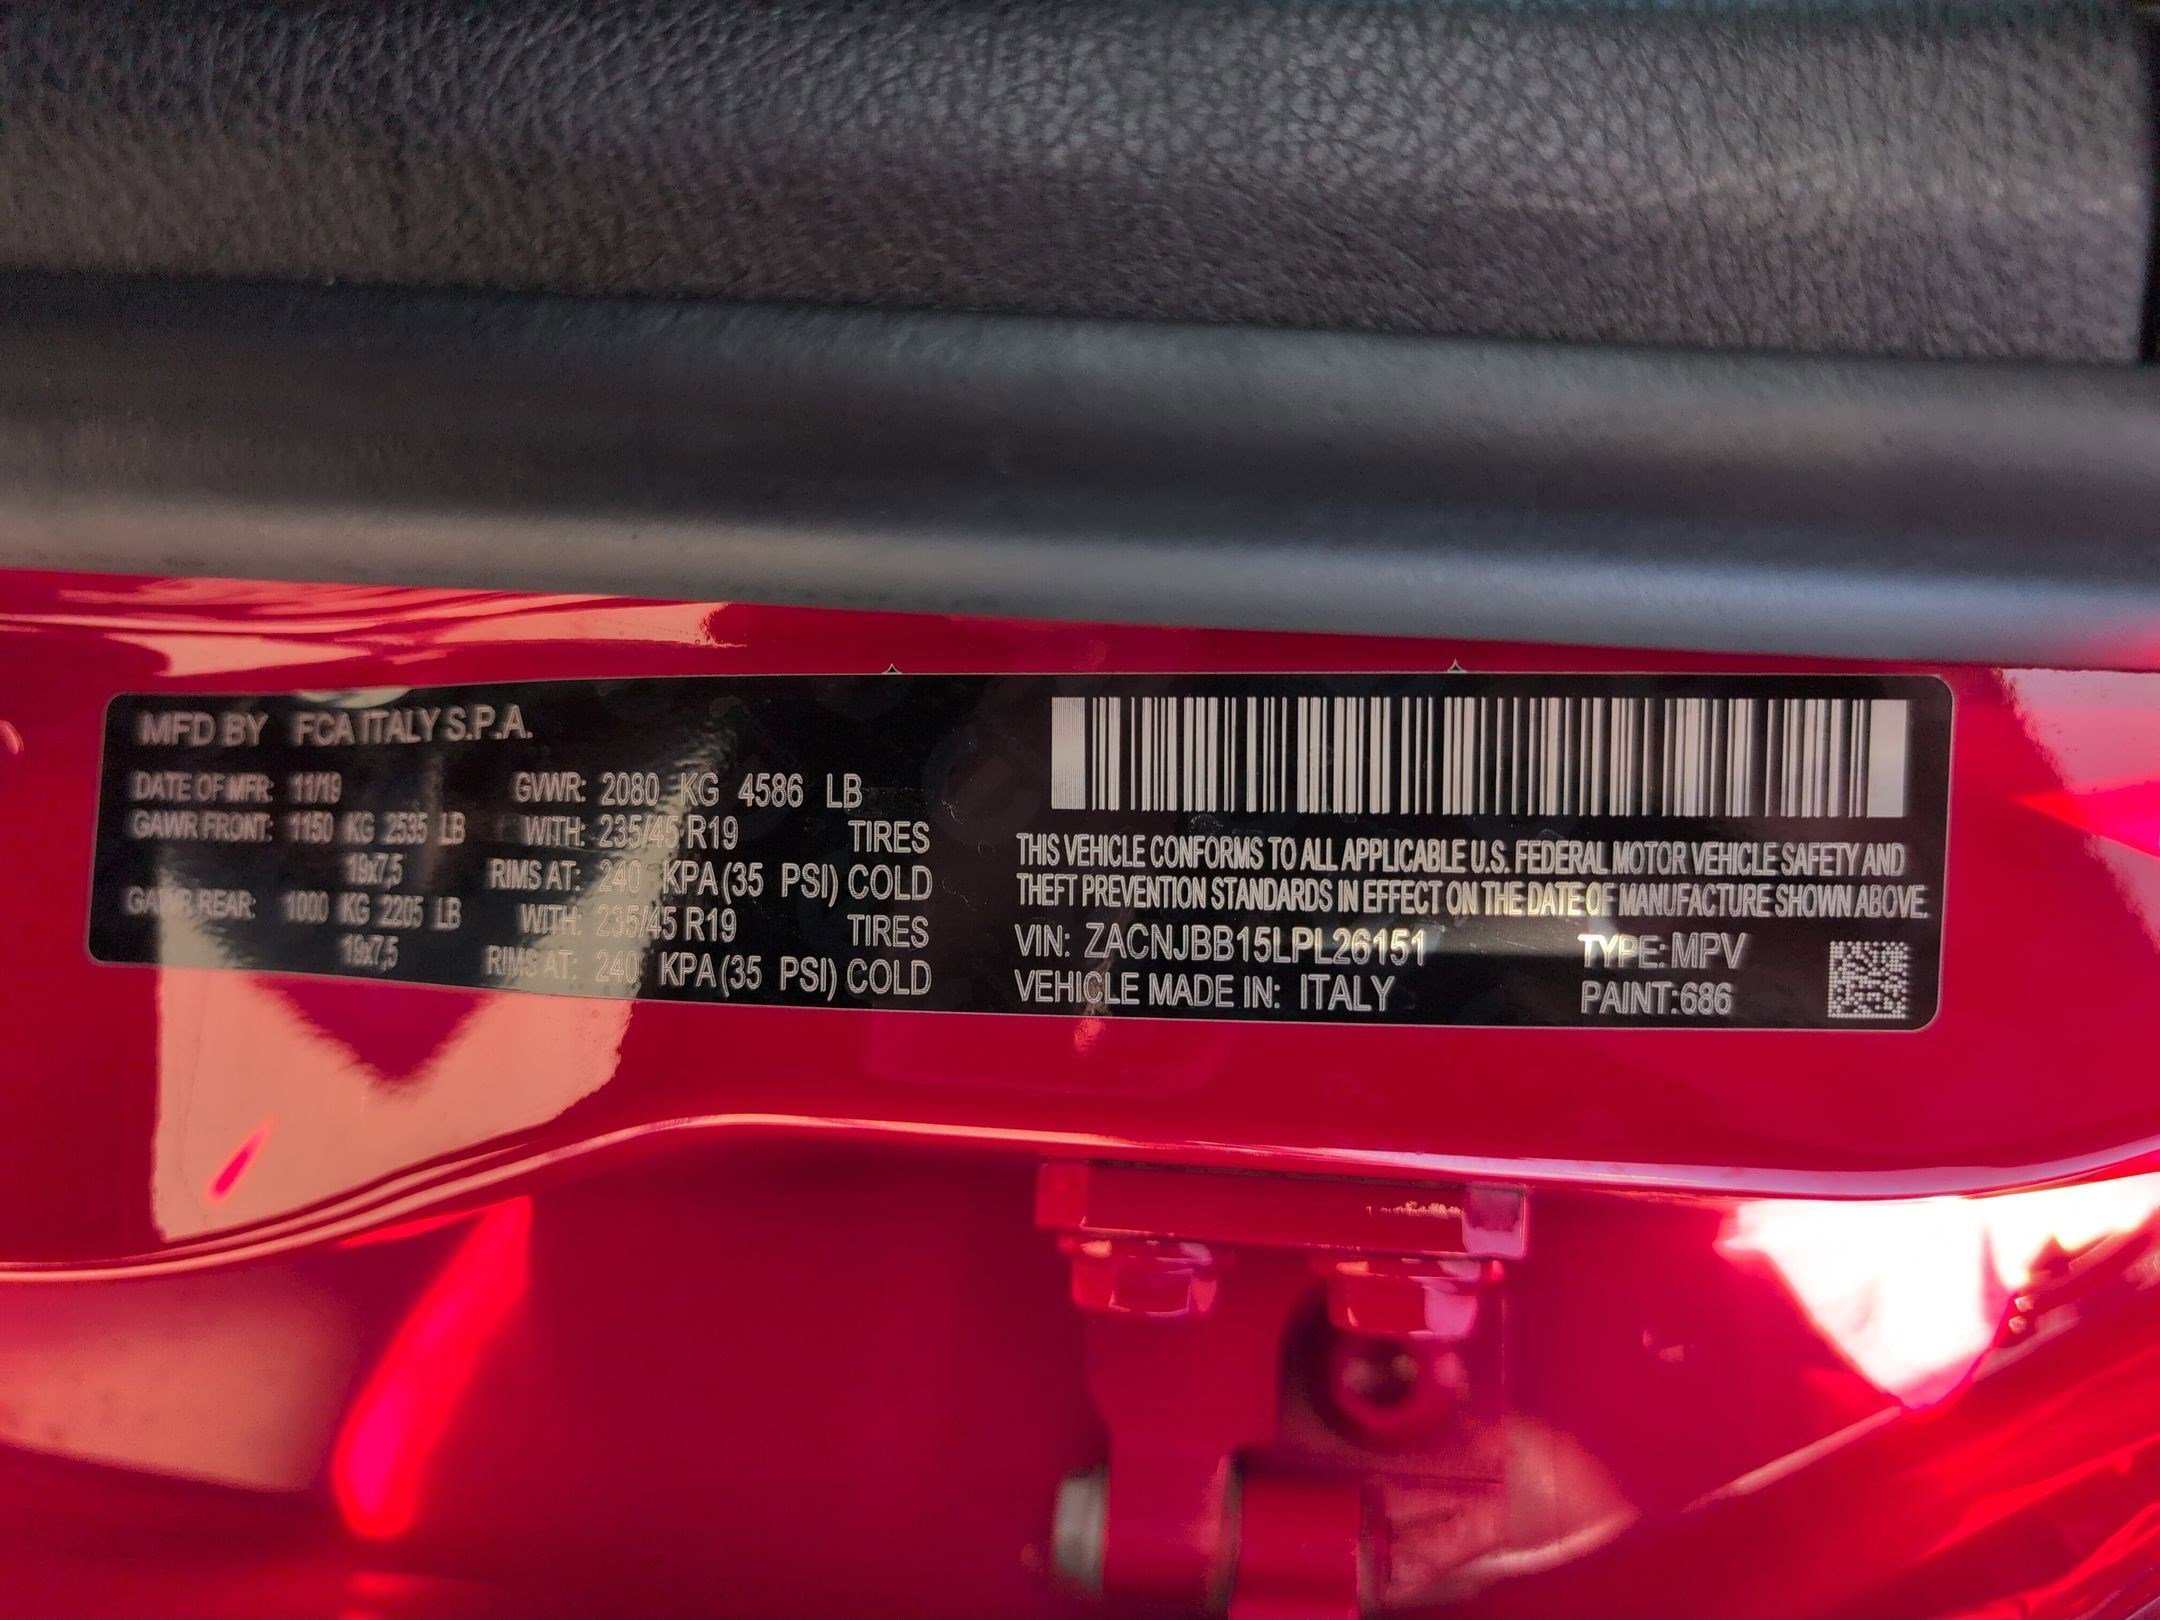 MFD BY FCA ITALY S.P.A.
DATE OF MFR: 11/19 GVWR: 2080 KG 4586 LB
GAWR FRONT: 1150 KG 2535 LB WITH: 235/45 R19 TIRES
19x7,5 RIMS AT: 240 KPA (35 PSI) COLD
GAWR REAR: 1000 KG 2205 LB WITH: 235/45 R19 TIRES
19x7,5 RIMS AT: 240 KPA (35 PSI) COLD
THIS VEHICLE CONFORMS TO ALL APPLICABLE U.S. FEDERAL MOTOR VEHICLE SAFETY AND
THEFT PREVENTION STANDARDS IN EFFECT ON THE DATE OF MANUFACTURE SHOWN ABOVE.
VIN: ZACNJBB15LPL26151 TYPE: MPV
VEHICLE MADE IN: ITALY PAINT:686